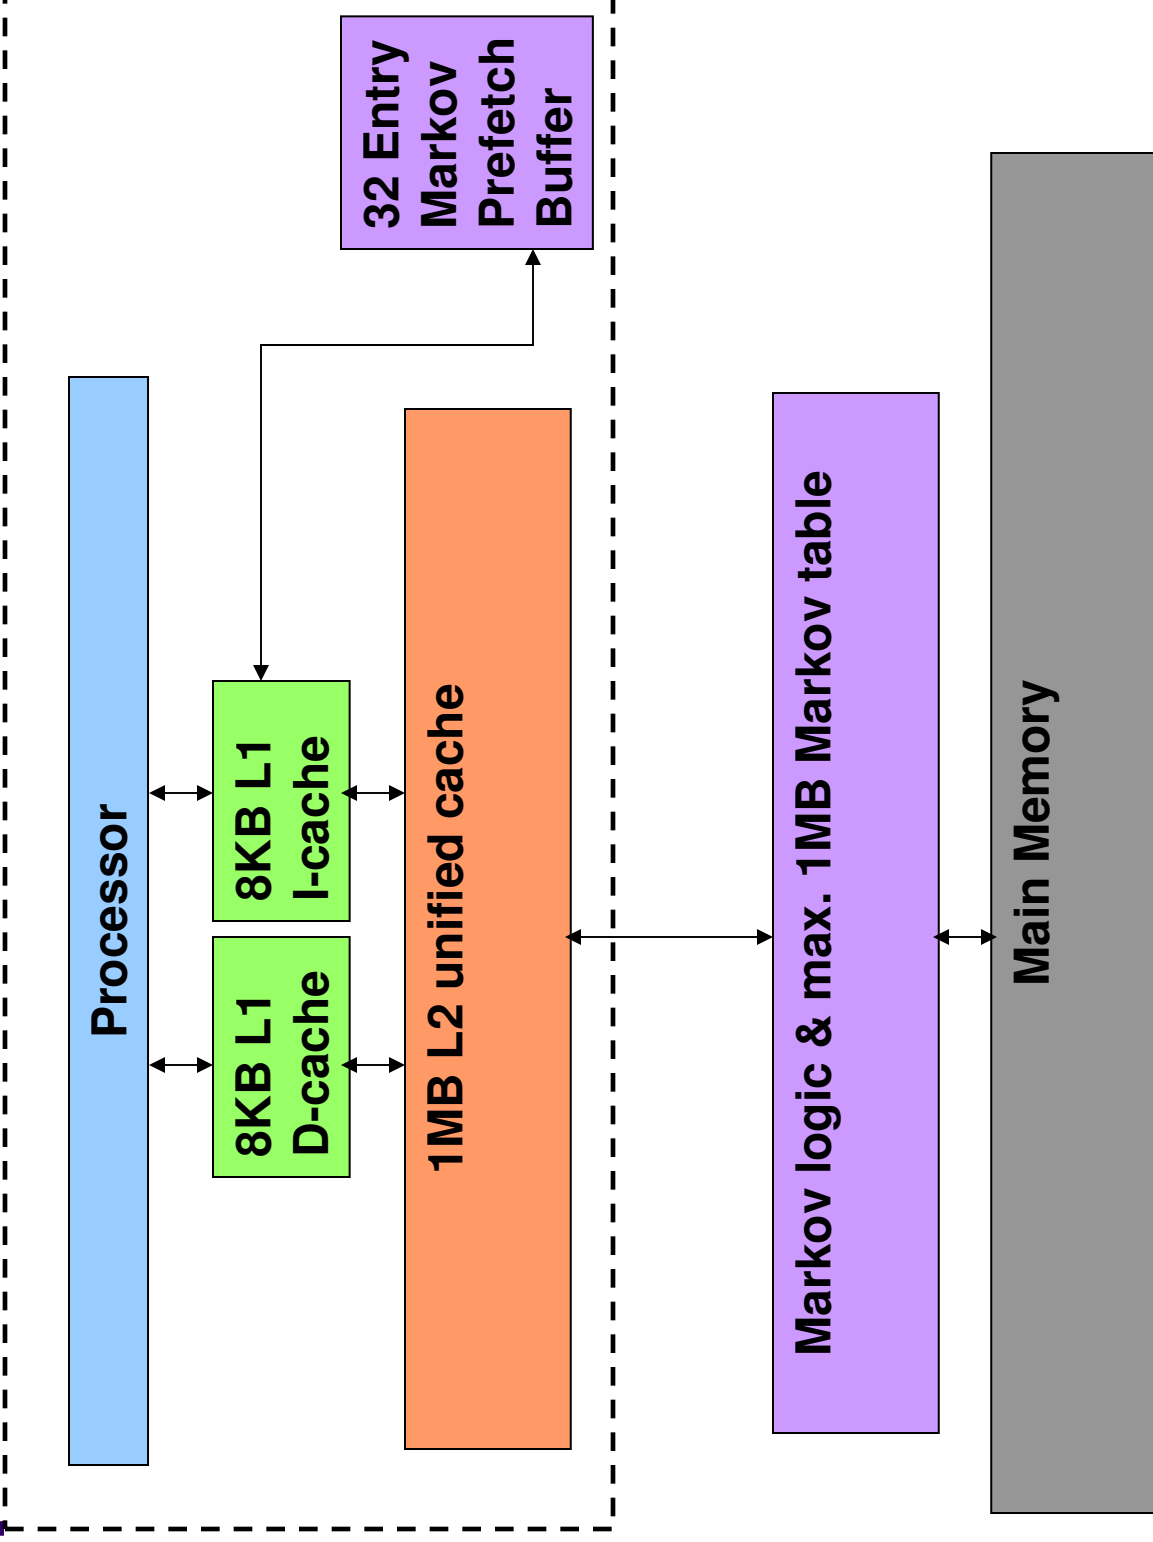 Processor
8KB L1
D-cache
8KB L1
I-cache
32 Entry
Markov
Prefetch
Buffer
1MB L2 unified cache
Markov logic & max. 1MB Markov table
Main Memory